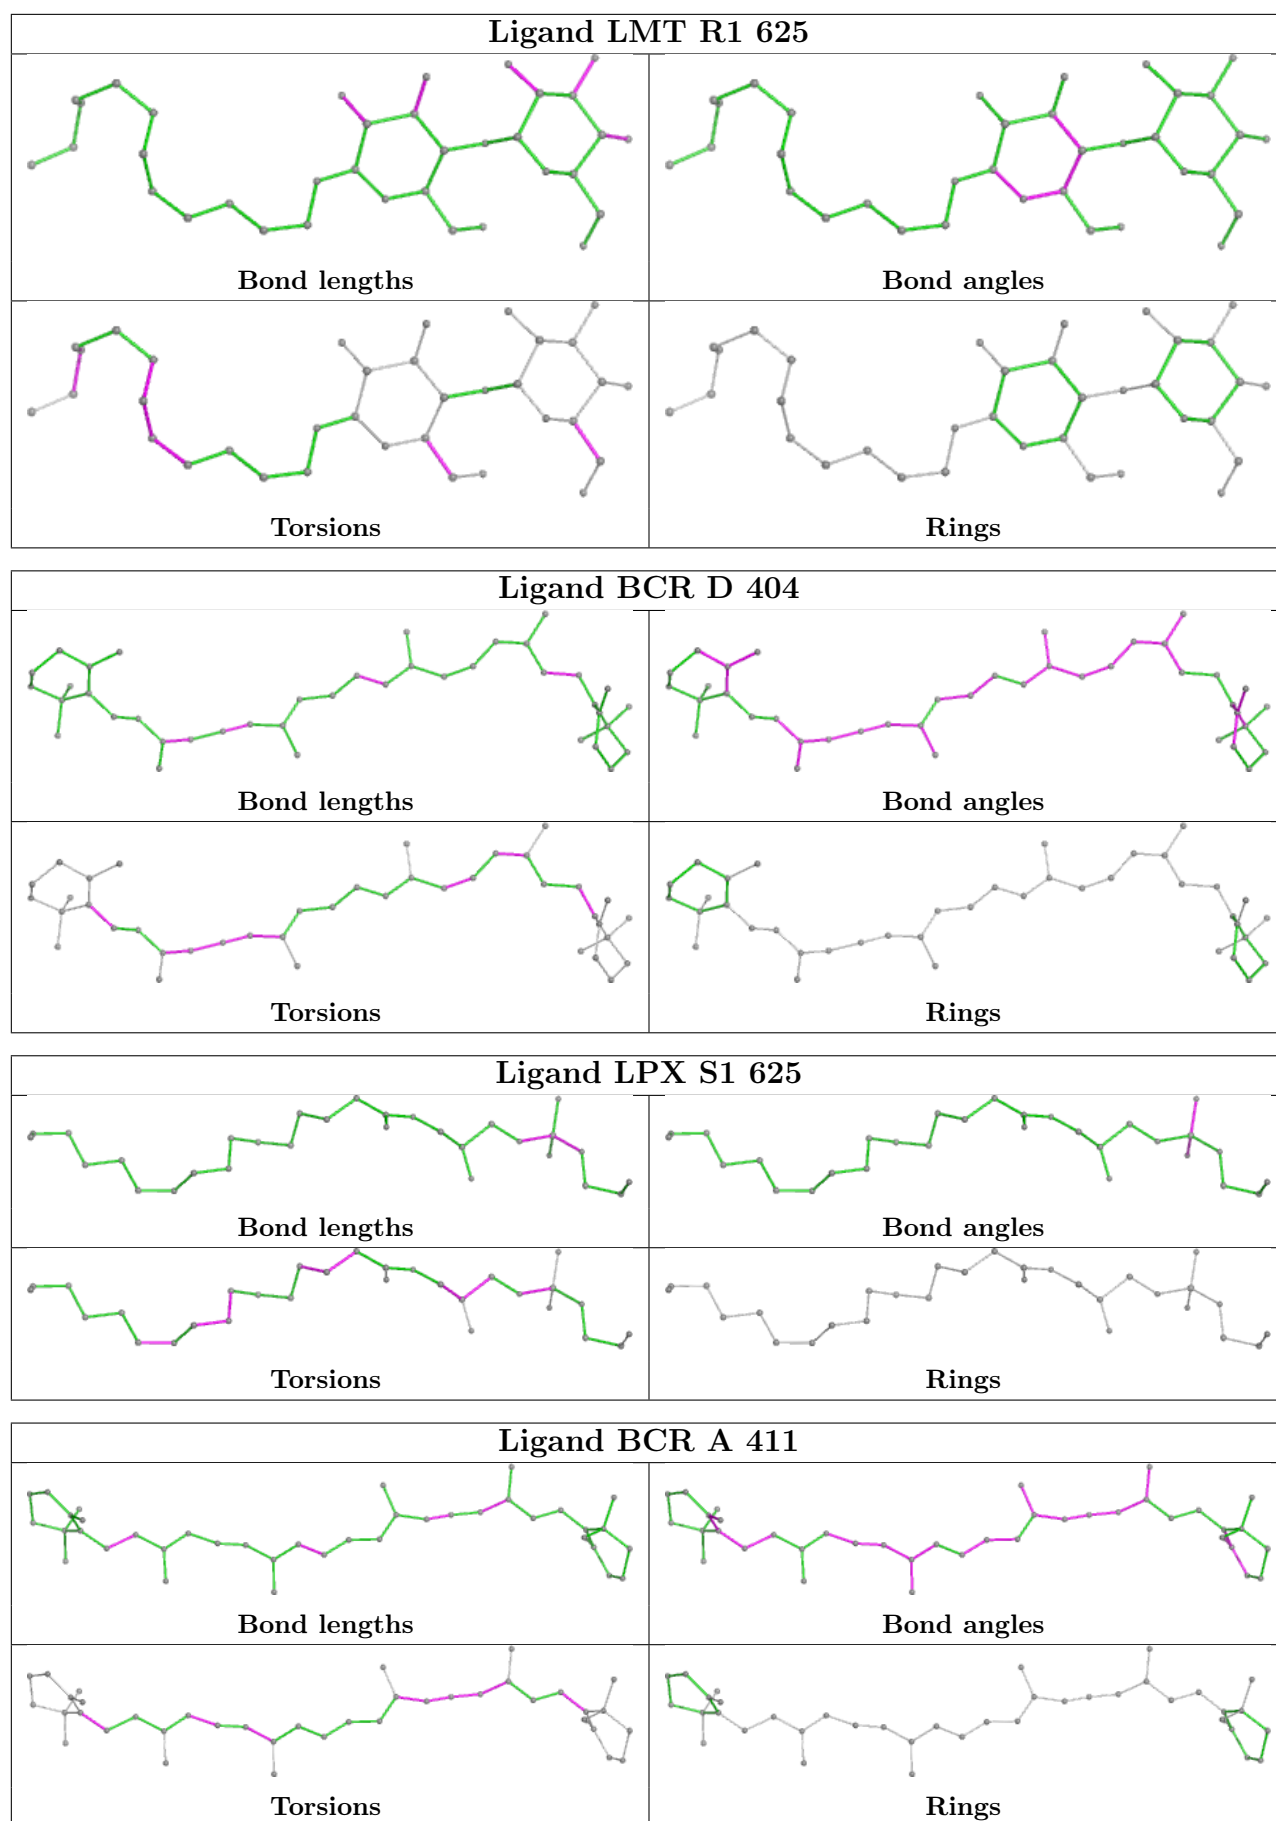 Ligand LMT R1 625
Bond lengths
Bond angles
Torsions
Rings
Ligand BCR D 404
Bond lengths
Bond angles
Torsions
Rings
Ligand LPX S1 625
Bond lengths
Bond angles
Torsions
Rings
Ligand BCR A 411
Bond lengths
Bond angles
Torsions
Rings